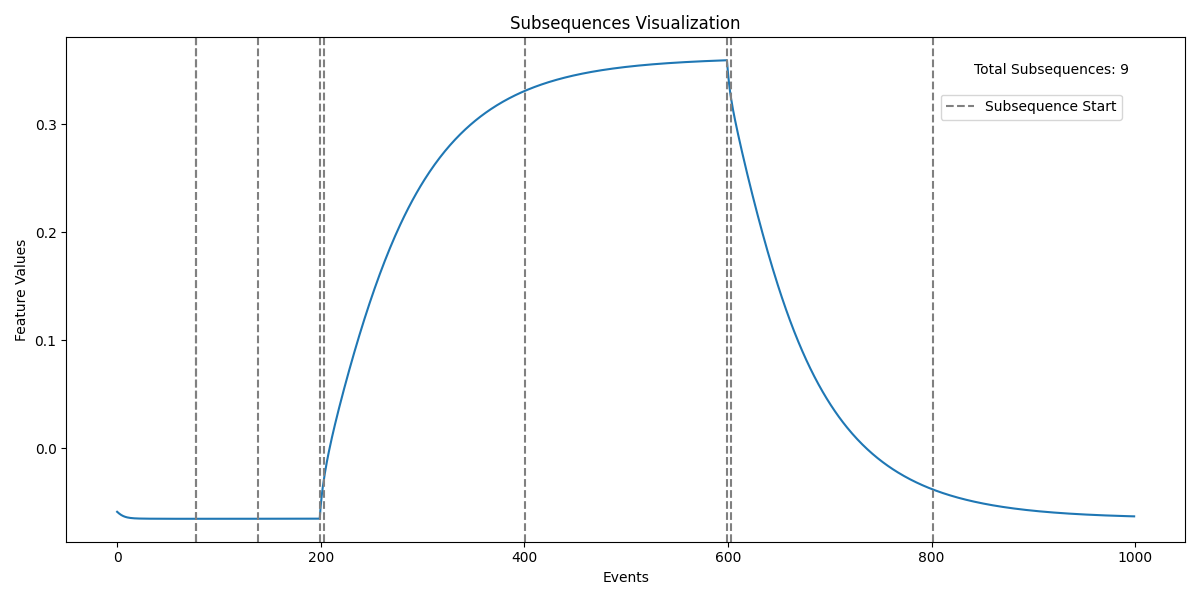 Subsequences Visualization
Total Subsequences: 9
Subsequence Start
Feature Values
0.3
0.2
0.1
0.0
0
200
400
600
800
1000
Events